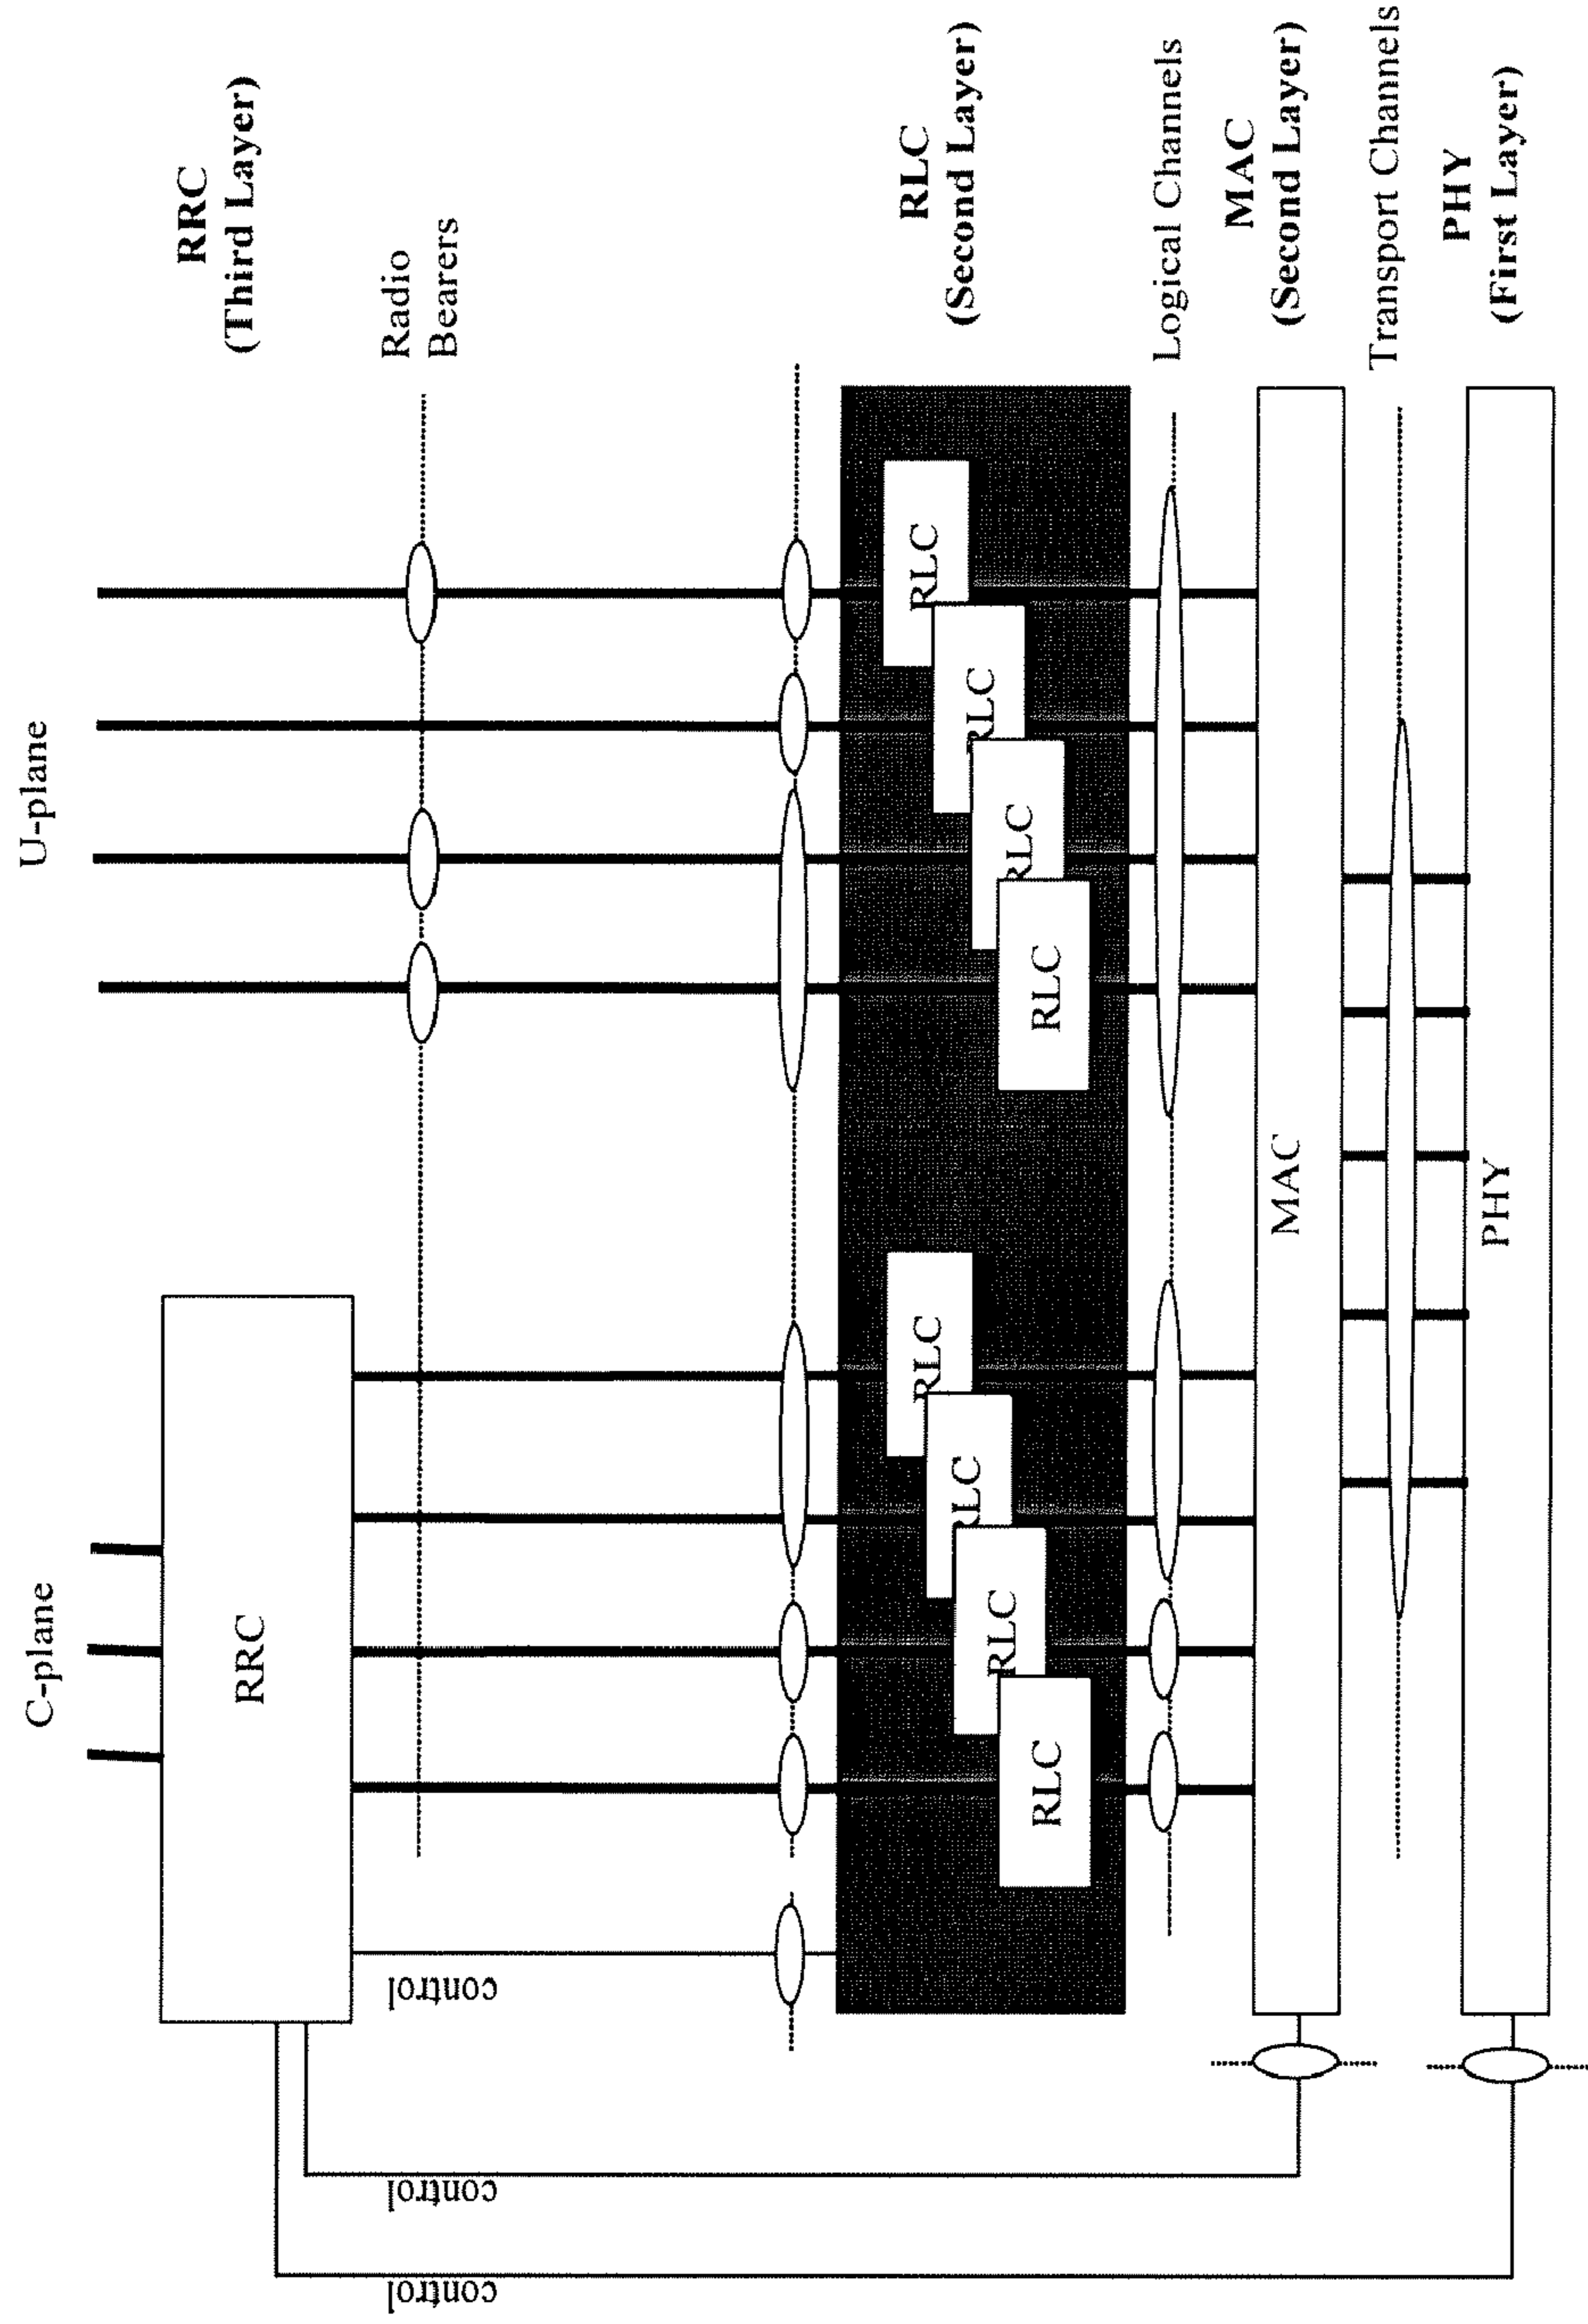 C-plane
U-plane
RRC
RRC
(Third Layer)
control
control
control
Radio
Bearers
RLC
RLC
RLC
RLC
RLC
RLC
RLC
RLC
RLC
(Second Layer)
Logical Channels
MAC
MAC
(Second Layer)
Transport Channels
PHY
PHY
(First Layer)